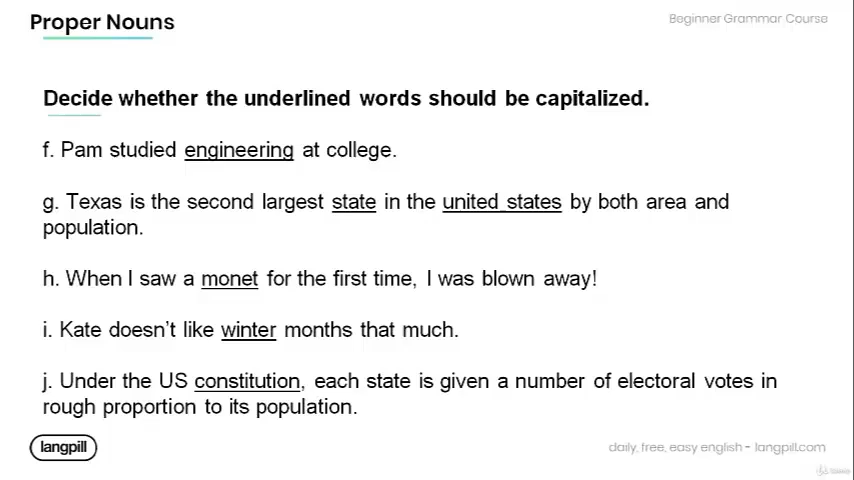 Proper Nouns
Beginner Grammar Course
Decide whether the underlined words should be capitalized.
f. Pam studied engineering at college.
g. Texas is the second largest state in the united states by both area and
population.
h. When I saw a monet for the first time, I was blown away!
i. Kate doesn't like winter months that much.
j. Under the US constitution, each state is given a number of electoral votes in
rough proportion to its population.
langpill
daily, free, easy english - langpill.com
Udemy